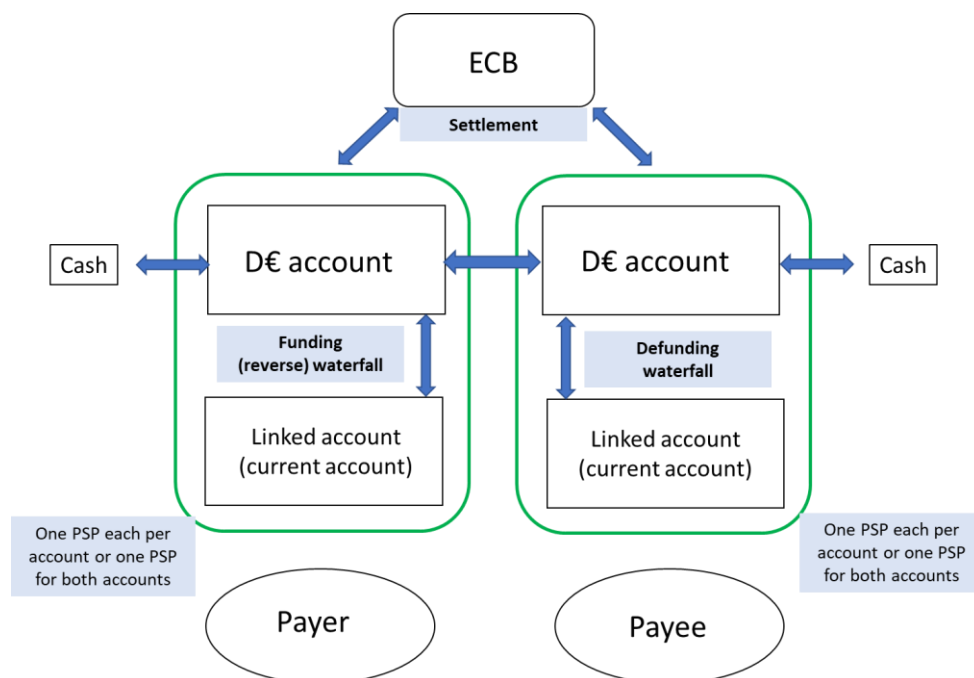 ECB
Settlement
D€ account
D€ account
Cash
Cash
Funding
(reverse) waterfall
Defunding
waterfall
Linked account
(current account)
Linked account
(current account)
One PSP each per
account or one PSP
for both accounts
One PSP each per
account or one PSP
for both accounts
Payer
Payee